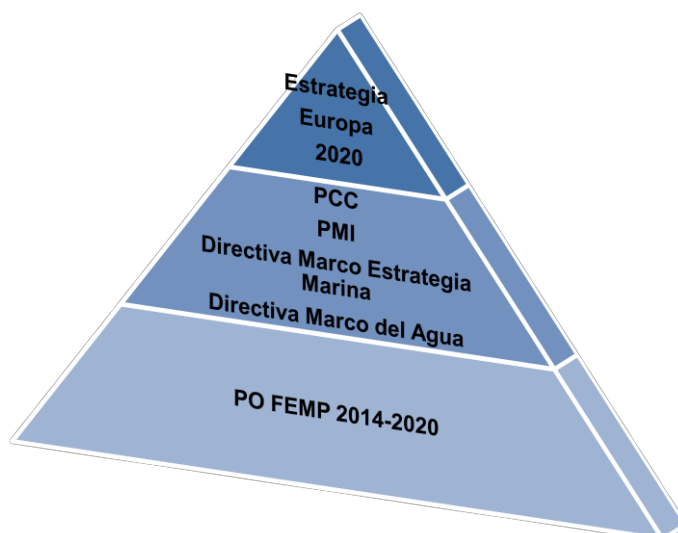 Estrategia
Europa
2020
PCC
PMI
Directiva Marco Estrategia
Marina
Directiva Marco del Agua
PO FEMP 2014-2020